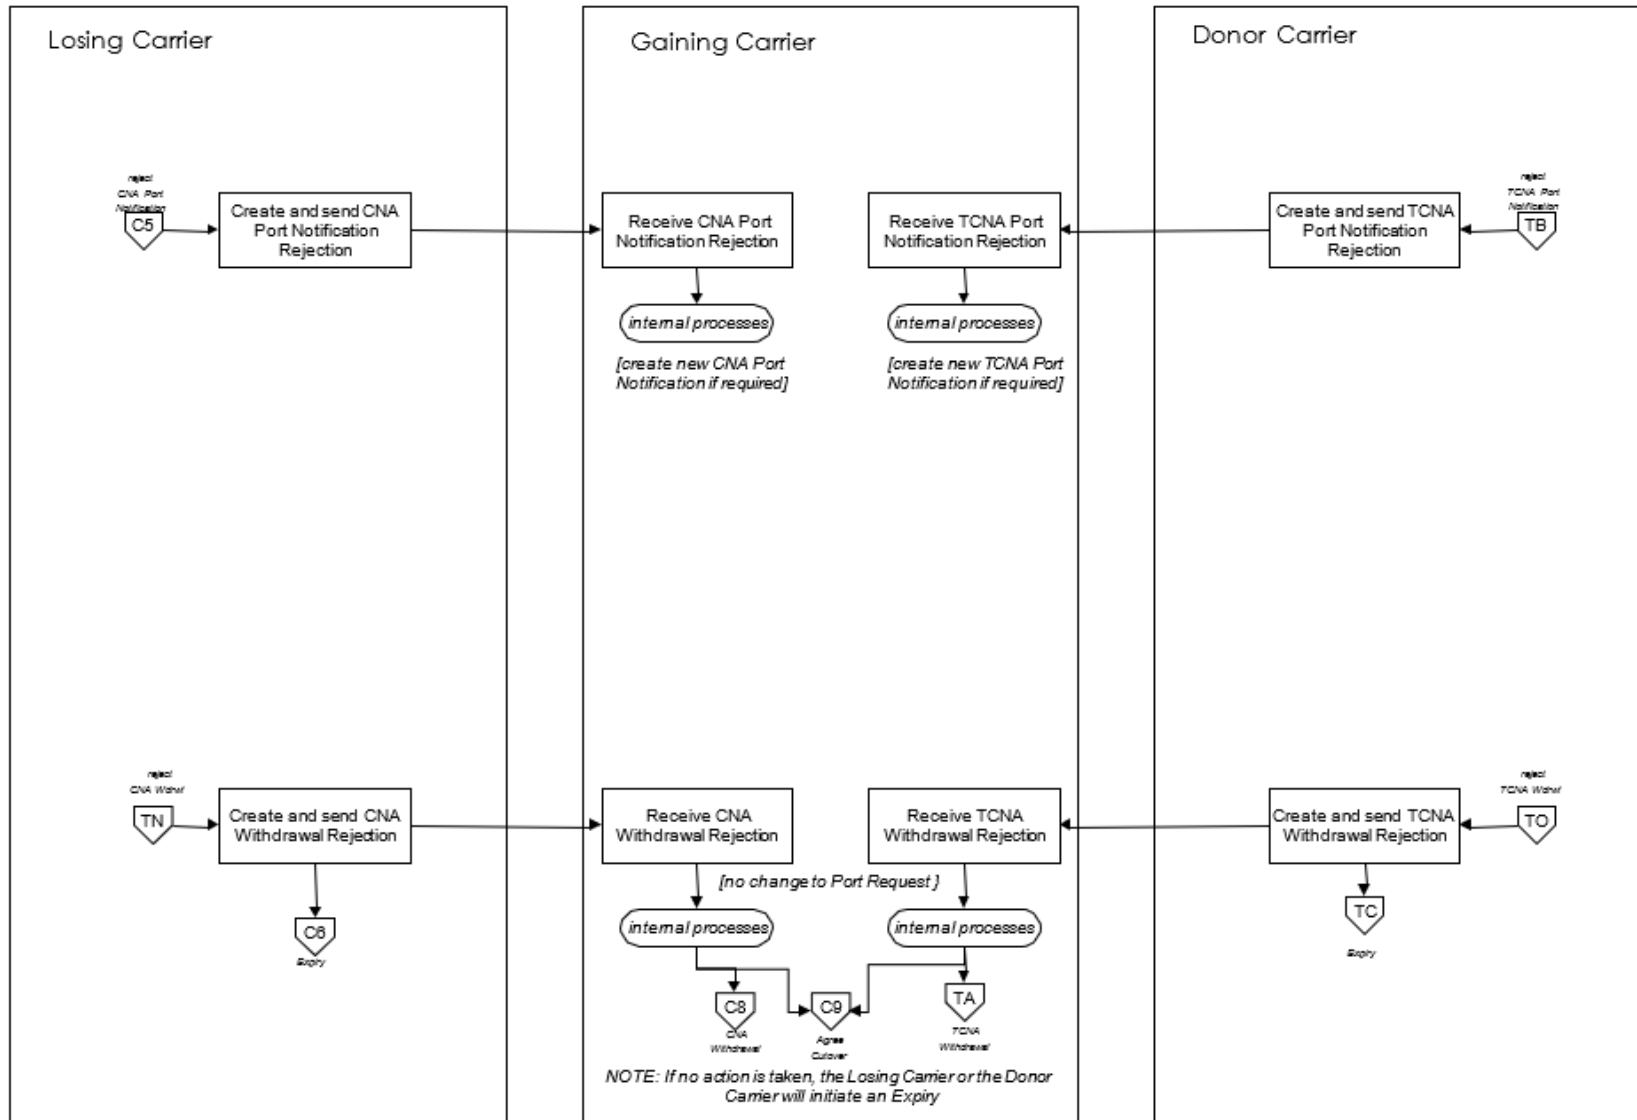 Losing Carrier
Gaining Carrier
Donor Carrier
reject
CNA Port
Notification
C5
Create and send CNA
Port Notification
Rejection
Receive CNA Port
Notification Rejection
Receive TCNA Port
Notification Rejection
Create and send TCNA
Port Notification
Rejection
reject
TCNA Port
Notification
TB
internal processes
internal processes
[create new CNA Port
Notification if required]
[create new TCNA Port
Notification if required]
reject
CNA Wdrwl
TN
Create and send CNA
Withdrawal Rejection
Receive CNA
Withdrawal Rejection
Receive TCNA
Withdrawal Rejection
Create and send TCNA
Withdrawal Rejection
reject
TCNA Wdrwl
TO
[no change to Port Request }
C6
Expiry
internal processes
internal processes
TC
Expiry
C8
CNA
Withdrawal
C9
Agree
Cutover
TA
TCNA
Withdrawal
NOTE: If no action is taken, the Losing Carrier or the Donor
Carrier will initiate an Expiry